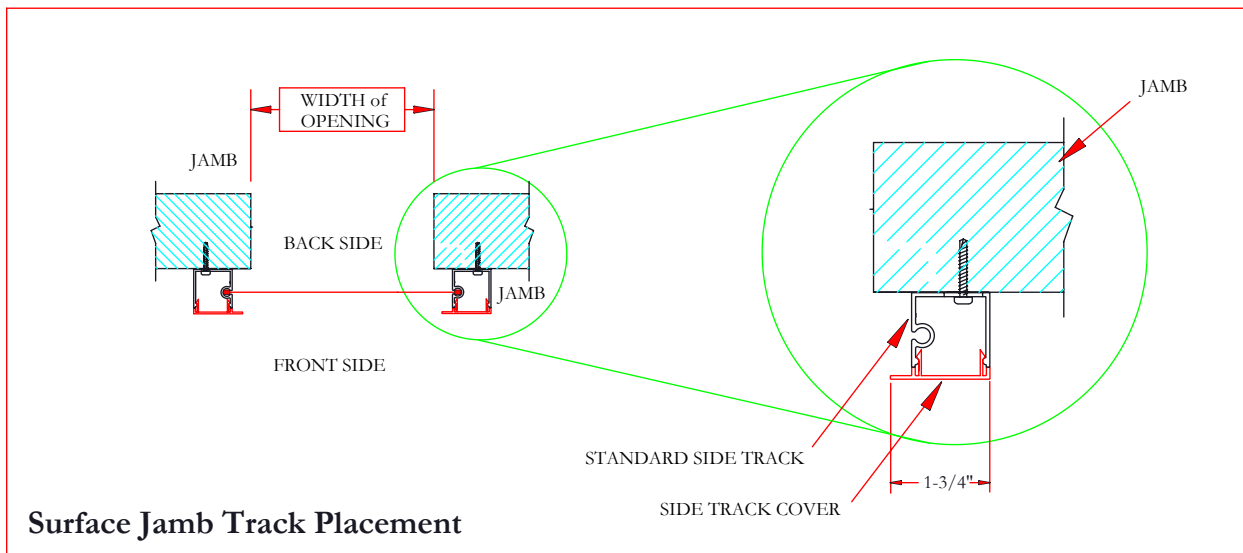 WIDTH of
OPENING
JAMB
JAMB
BACK SIDE
JAMB
FRONT SIDE
STANDARD SIDE TRACK
1-3/4"
SIDE TRACK COVER
Surface Jamb Track Placement